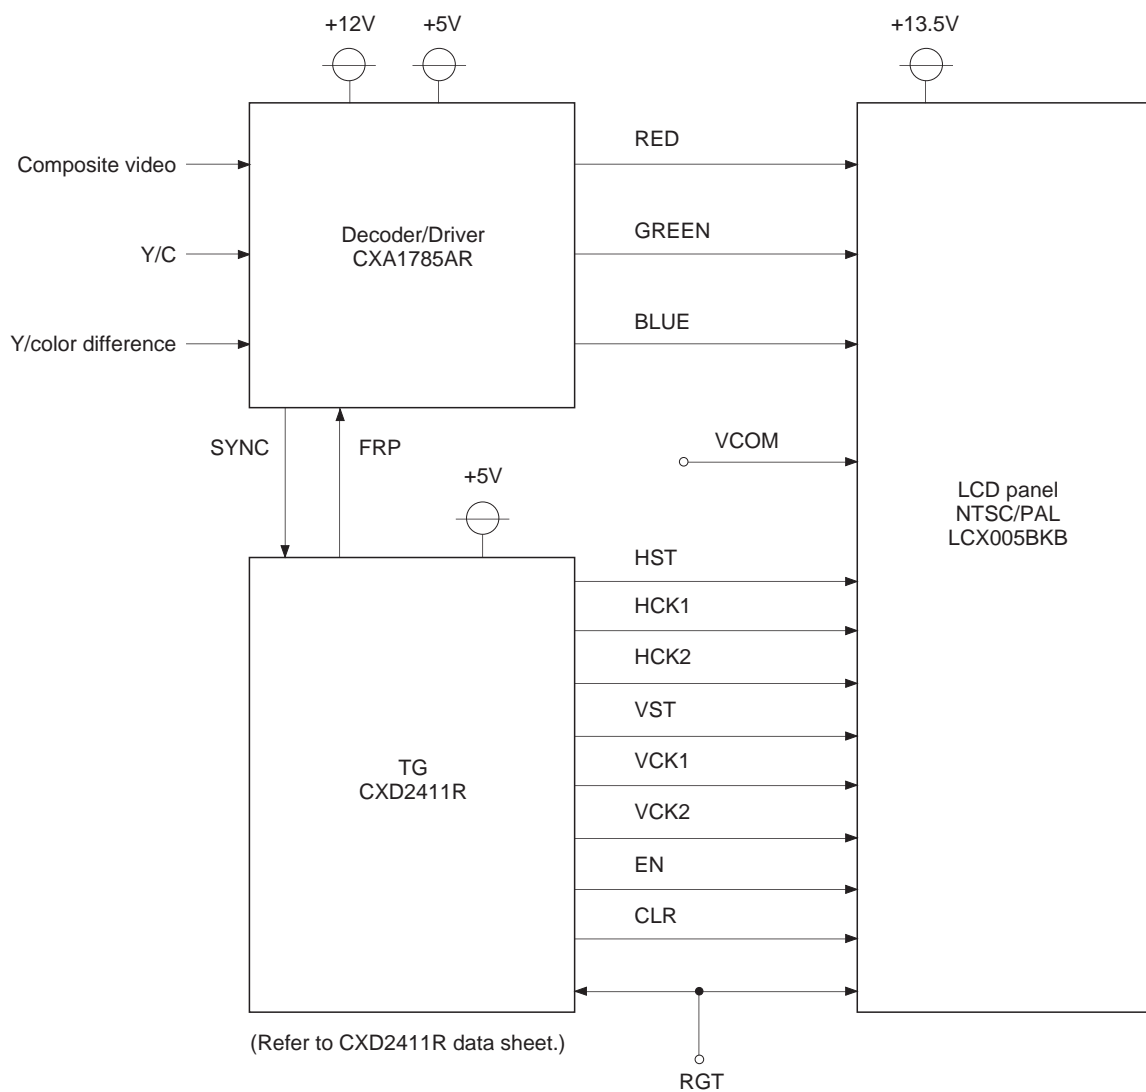 +12V
+5V
+13.5V
Composite video
Y/C
Y/color difference
Decoder/Driver
CXA1785AR
RED
GREEN
BLUE
SYNC
FRP
+5V
VCOM
LCD panel
NTSC/PAL
LCX005BKB
TG
CXD2411R
HST
HCK1
HCK2
VST
VCK1
VCK2
EN
CLR
(Refer to CXD2411R data sheet.)
RGT